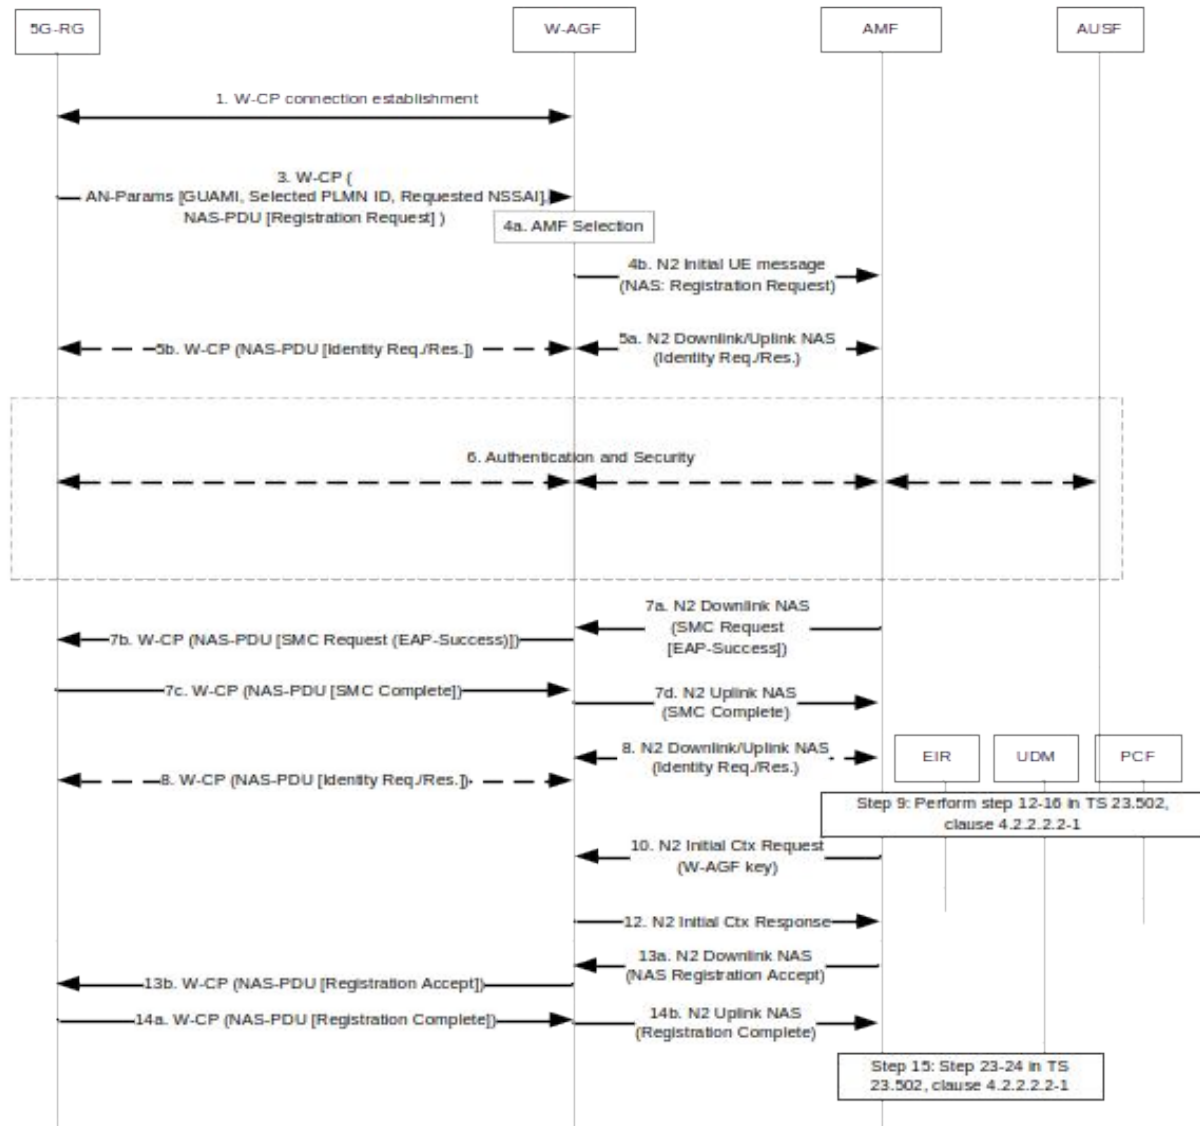 5G-RG
W-AGF
AMF
AUSF
1. W-CP connection establishment
3. W-CP (
AN-Params [GUAMI, Selected PLMN ID, Requested NSSAI],
NAS-PDU [Registration Request] )
4a. AMF Selection
4b. N2 Initial UE message
(NAS: Registration Request)
5b. W-CP (NAS-PDU [Identity Req./Res.])
5a. N2 Downlink/Uplink NAS
(Identity Req./Res.)
6. Authentication and Security
7a. N2 Downlink NAS
(SMC Request
[EAP-Success])
7b. W-CP (NAS-PDU [SMC Request (EAP-Success)])
7c. W-CP (NAS-PDU [SMC Complete])
7d. N2 Uplink NAS
(SMC Complete)
8. N2 Downlink/Uplink NAS
(Identity Req./Res.)
8. W-CP (NAS-PDU [Identity Req./Res.])
EIR
UDM
PCF
Step 9: Perform step 12-16 in TS 23.502,
clause 4.2.2.2.2-1
10. N2 Initial Ctx Request
(W-AGF key)
12. N2 Initial Ctx Response
13a. N2 Downlink NAS
(NAS Registration Accept)
13b. W-CP (NAS-PDU [Registration Accept])
14a. W-CP (NAS-PDU [Registration Complete])
14b. N2 Uplink NAS
(Registration Complete)
Step 15: Step 23-24 in TS
23.502, clause 4.2.2.2.2-1